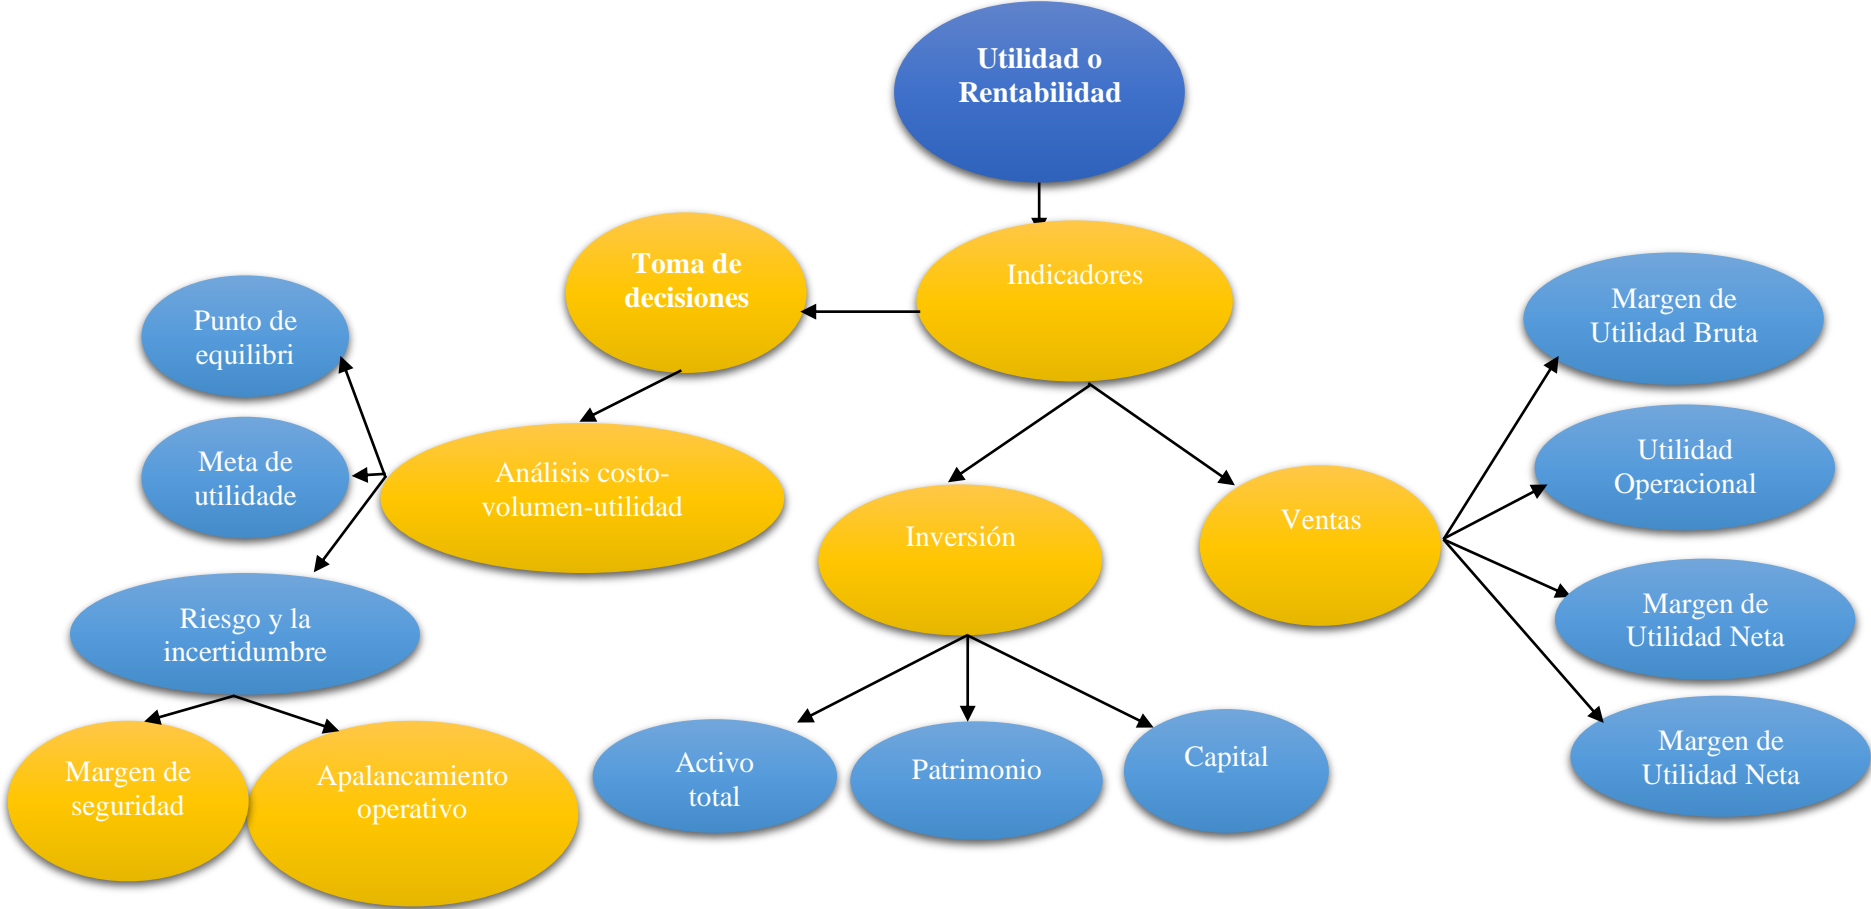 Utilidad o
Rentabilidad
Toma de
decisiones
Indicadores
Punto de
equilibri
Margen de
Utilidad Bruta
Meta de
utilidade
Análisis costo-
volumen-utilidad
Utilidad
Operacional
Inversión
Ventas
Riesgo y la
incertidumbre
Margen de
Utilidad Neta
Margen de
seguridad
Apalancamiento
operativo
Activo
total
Patrimonio
Capital
Margen de
Utilidad Neta